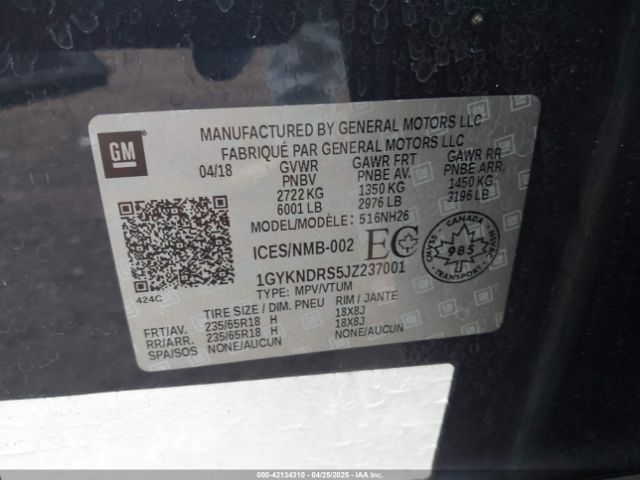 MANUFACTURED BY GENERAL MOTORS LLC
FABRIQUÉ PAR GENERAL MOTORS LLC
GM
04/18 GVWR GAWR FRT GAWR RR
PNBV PNBE AV. PNBE ARR.
2722 KG 1350 KG 1450 KG
6001 LB 2976 LB 3196 LB
MODEL/MODÈLE: 516NH26
ICES/NMB-002 EC
CANADA
985
TRANSPORT
SVMAC NVSMC
1GYKNDRS5JZ237001
424C
TYPE: MPV/VTUM
TIRE SIZE / DIM. PNEU RIM / JANTE
FRT/AV. 235/65R18 H 18X8J
RR/ARR. 235/65R18 H 18X8J
SPA/SOS NONE/AUCUN NONE/AUCUN
000-42134310 - 04/25/2025 - IAA Inc.